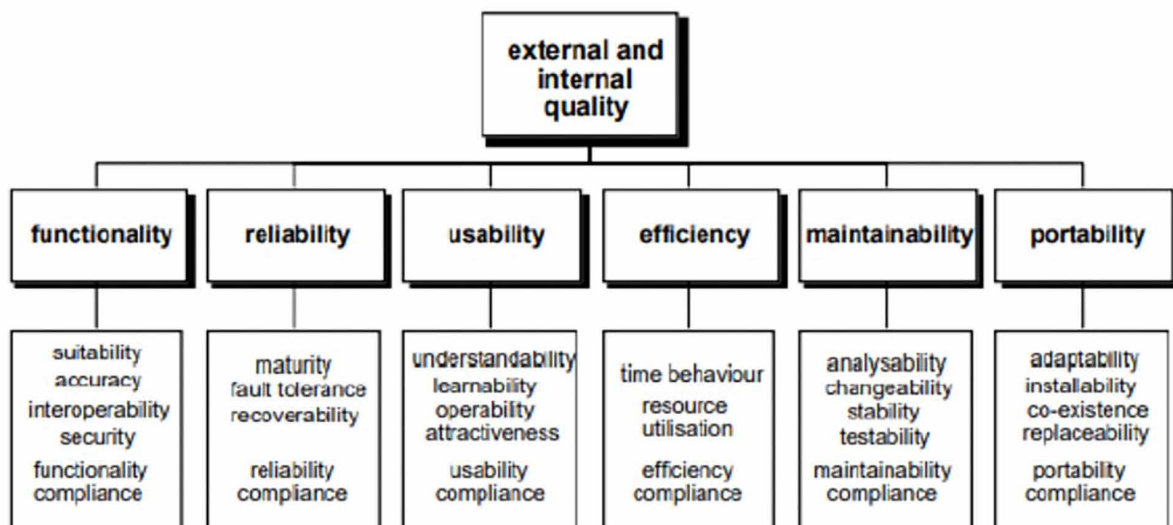 external and
internal
quality
functionality
reliability
usability
efficiency
maintainability
portability
suitability
accuracy
interoperability
security
functionality
compliance
maturity
fault tolerance
recoverability
reliability
compliance
understandability
learnability
operability
attractiveness
usability
compliance
time behaviour
resource
utilisation
efficiency
compliance
analysability
changeability
stability
testability
maintainability
compliance
adaptability
installability
co-existence
replaceability
portability
compliance